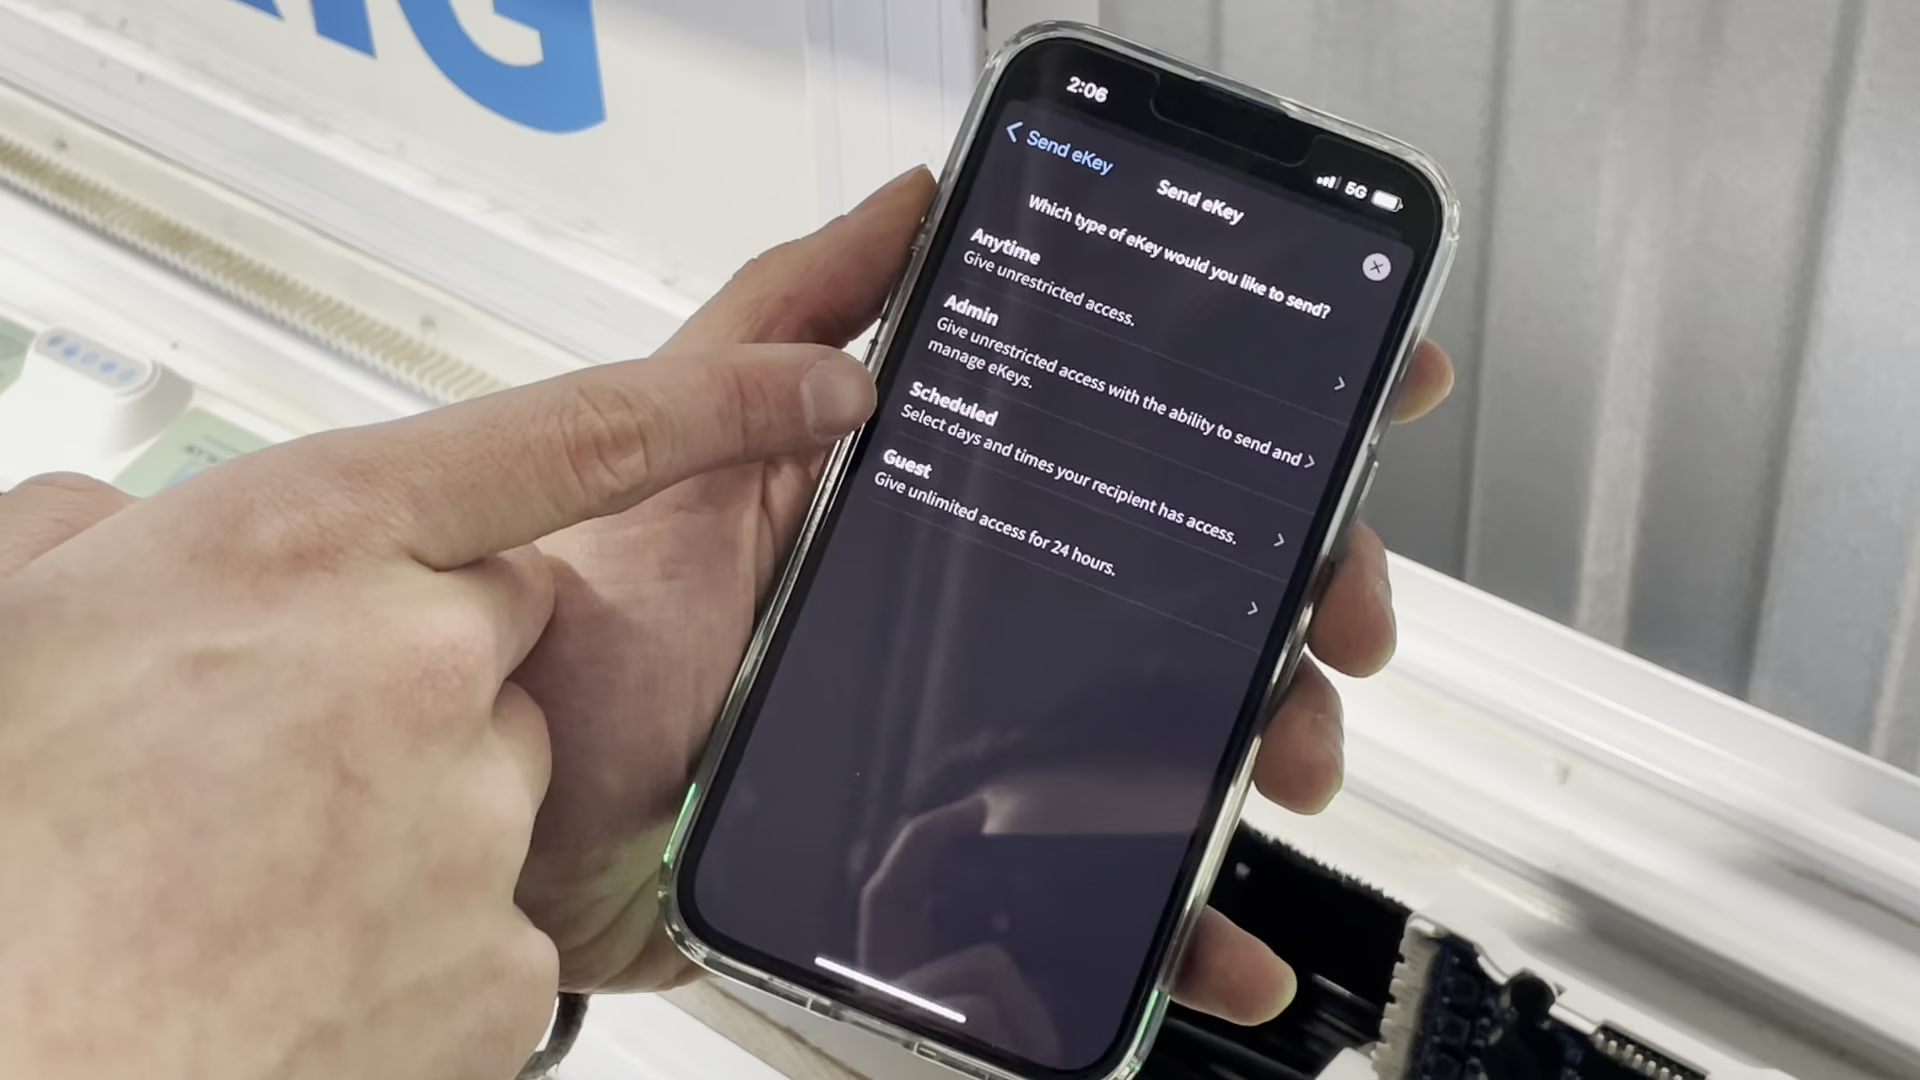 2:06
5G
Send eKey
Send eKey
Which type of eKey would you like to send?
Anytime
Give unrestricted access.
Admin
Give unrestricted access with the ability to send and
manage eKeys.
Scheduled
Select days and times your recipient has access.
Guest
Give unlimited access for 24 hours.